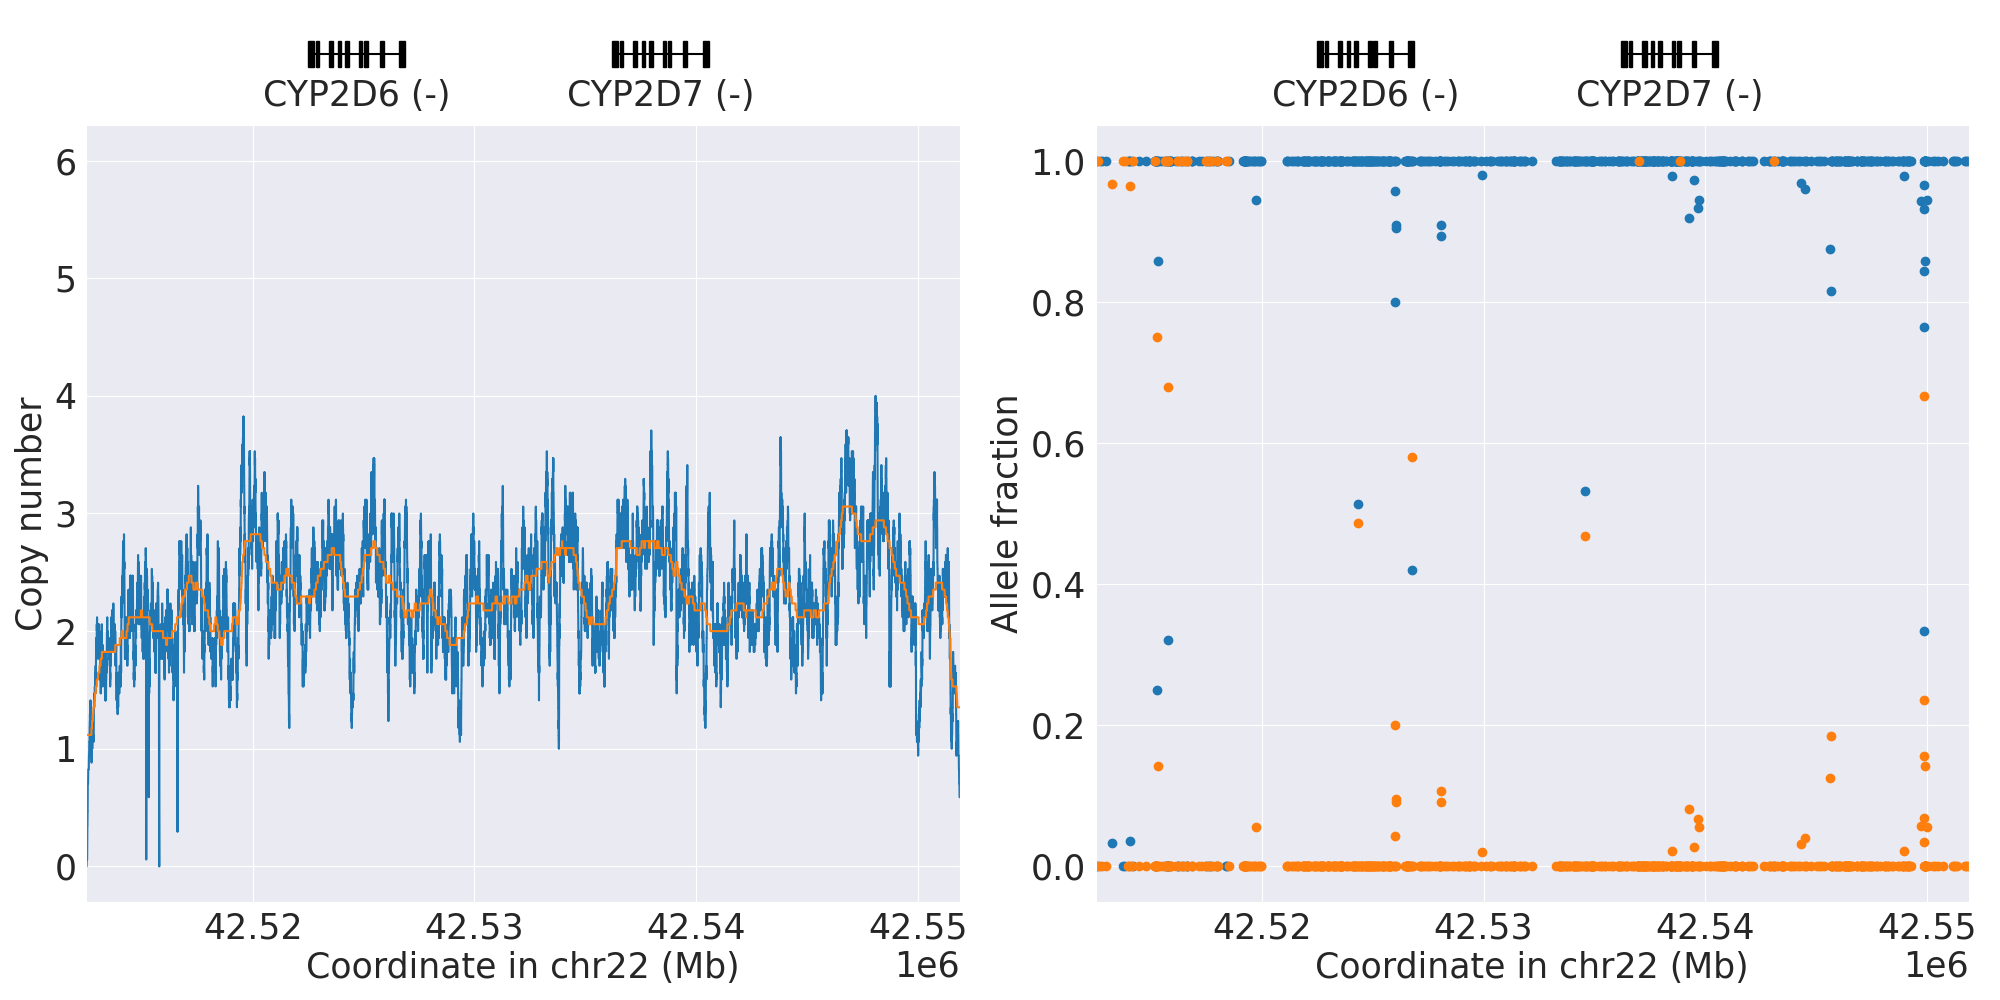 CYP2D6 (-) CYP2D7 (-)
6
5
4
3
2
1
0
Copy number
42.52 42.53 42.54 42.55
Coordinate in chr22 (Mb) 1e6
CYP2D6 (-) CYP2D7 (-)
1.0
0.8
0.6
0.4
0.2
0.0
Allele fraction
42.52 42.53 42.54 42.55
Coordinate in chr22 (Mb) 1e6